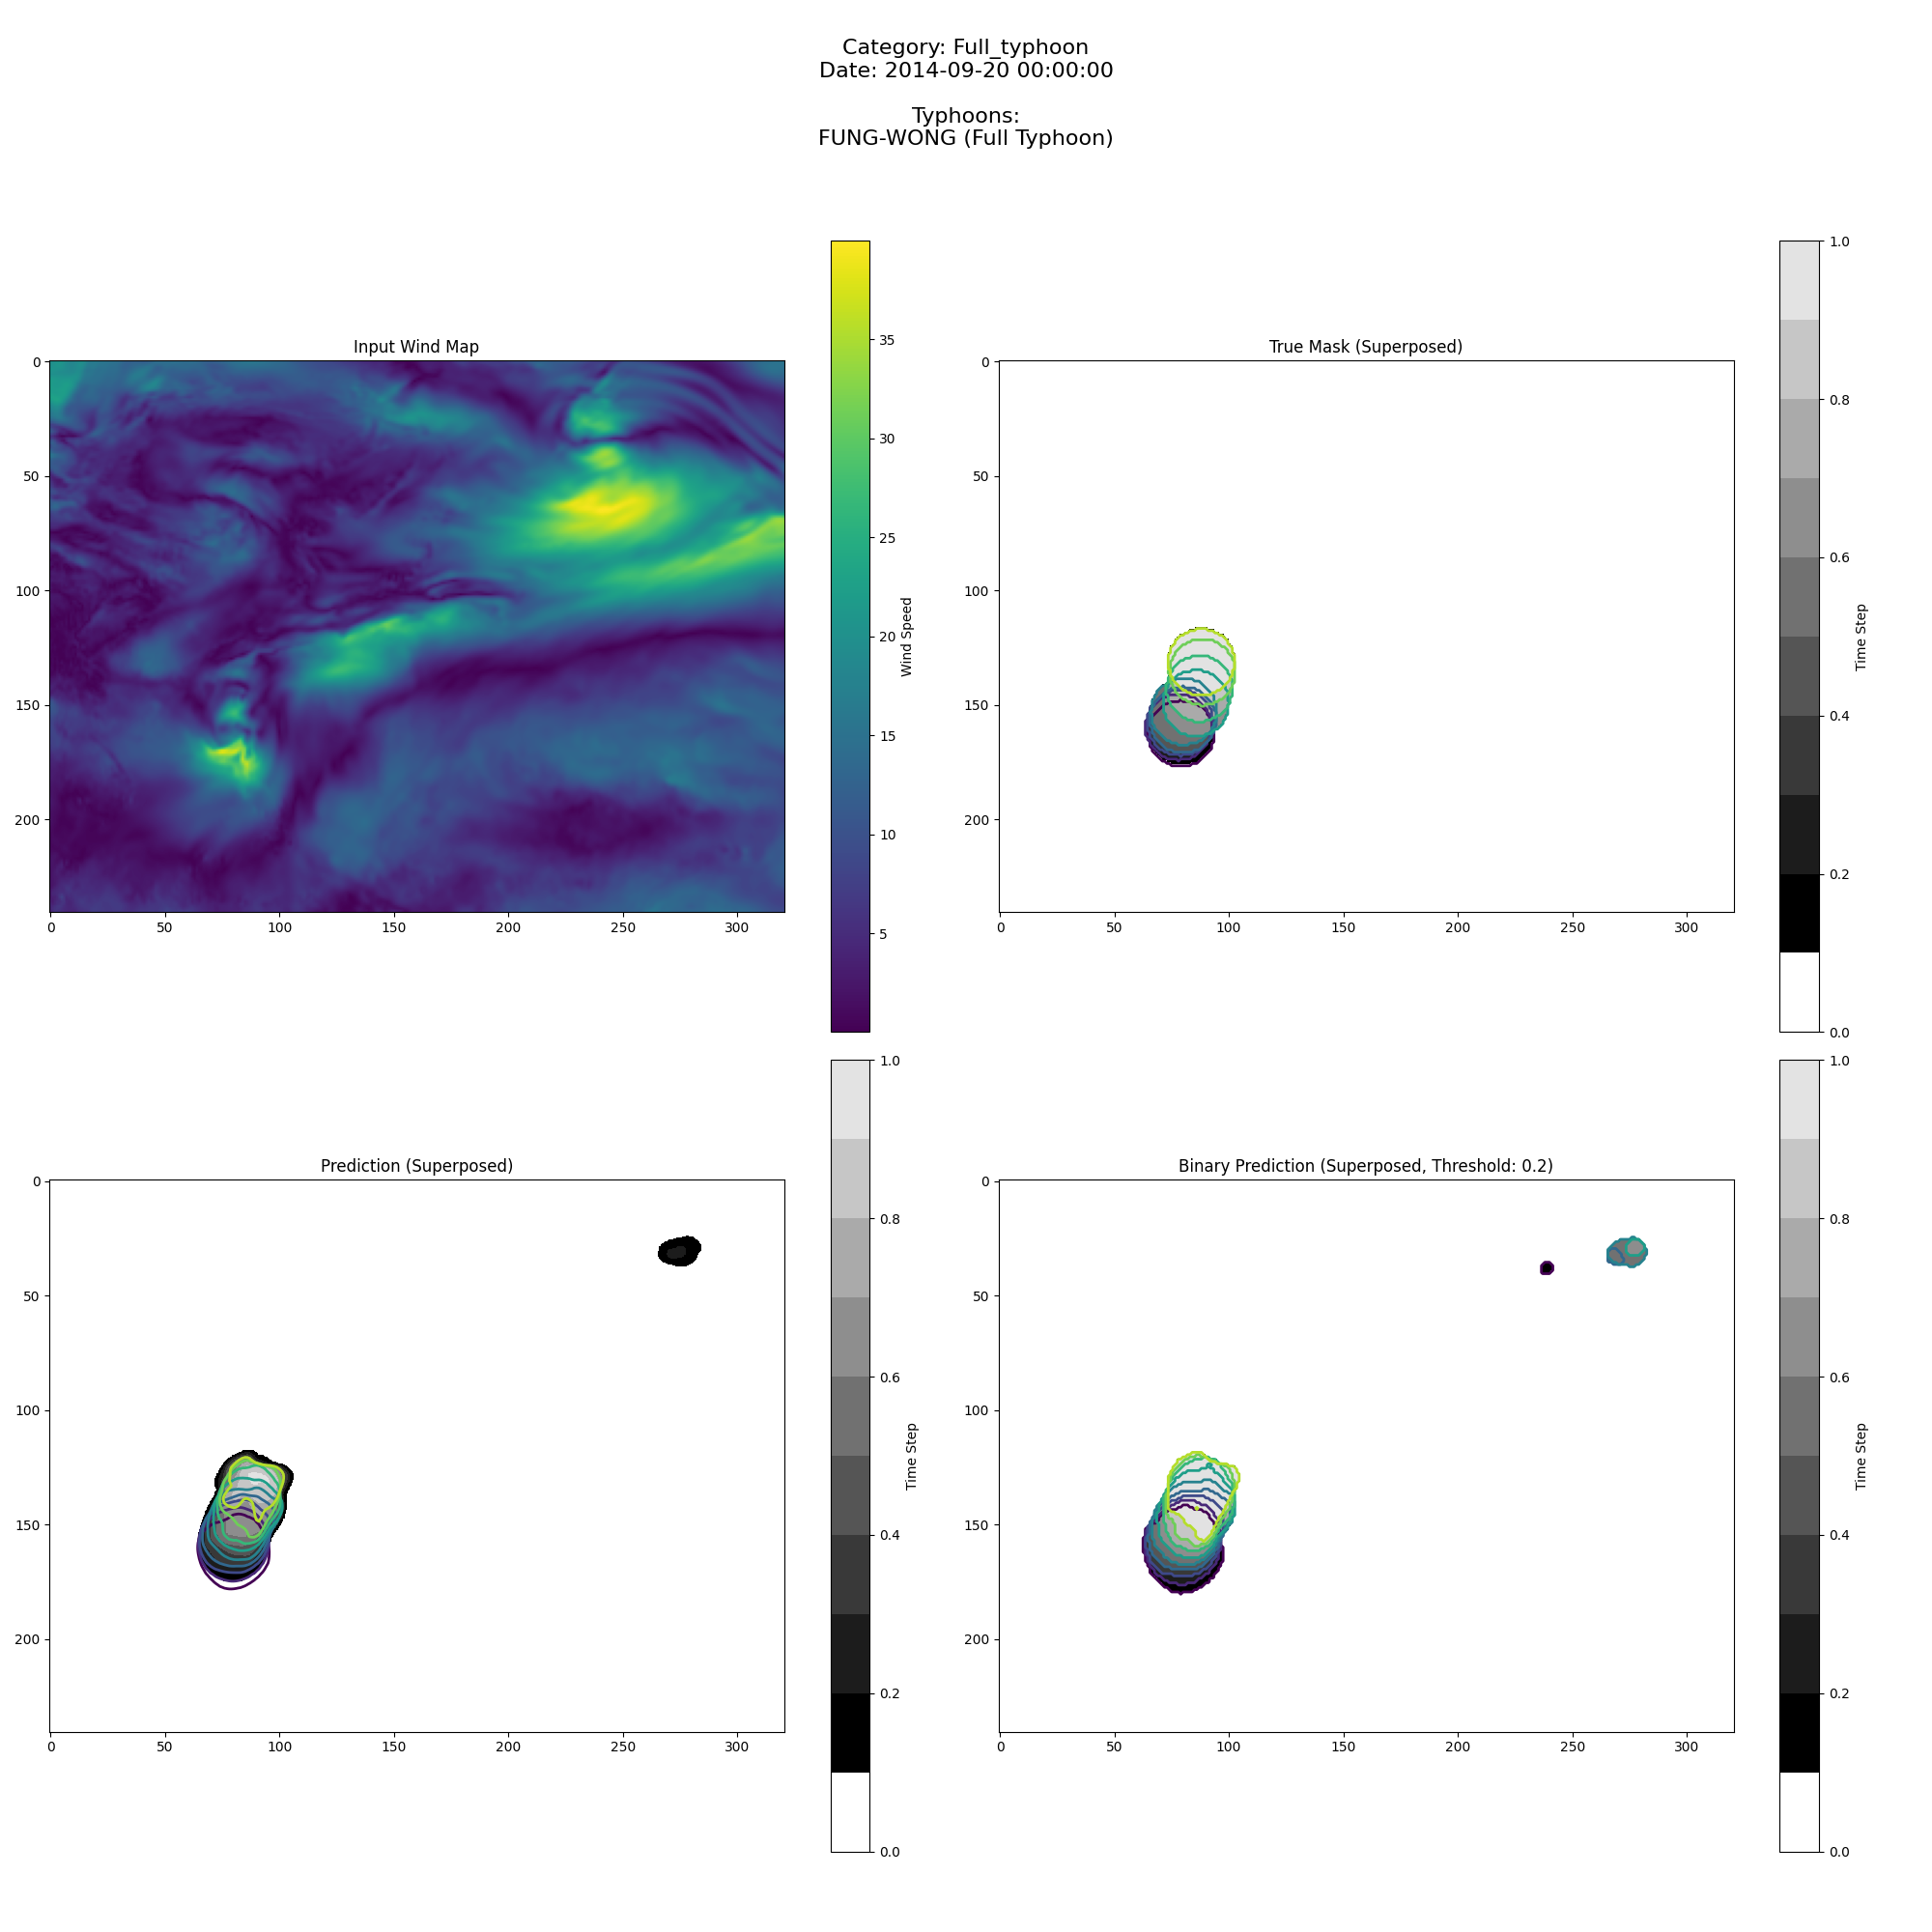 Category: Full_typhoon
Date: 2014-09-20 00:00:00
Typhoons:
FUNG-WONG (Full Typhoon)
Input Wind Map
0
50
100
150
200
0 50 100 150 200 250 300
35
30
25
20
15
10
5
Wind Speed
True Mask (Superposed)
0
50
100
150
200
0 50 100 150 200 250 300
1.0
0.8
0.6
0.4
0.2
0.0
Time Step
Prediction (Superposed)
0
50
100
150
200
0 50 100 150 200 250 300
1.0
0.8
0.6
0.4
0.2
0.0
Time Step
Binary Prediction (Superposed, Threshold: 0.2)
0
50
100
150
200
0 50 100 150 200 250 300
1.0
0.8
0.6
0.4
0.2
0.0
Time Step